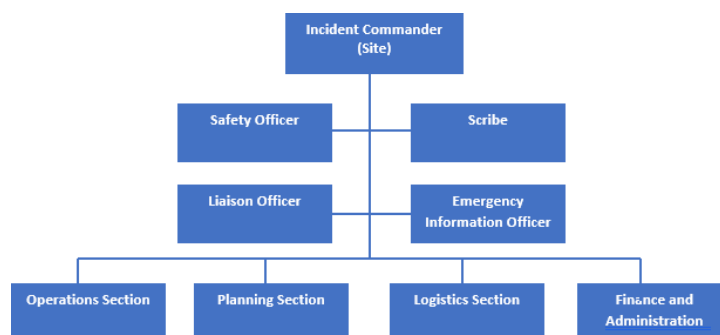 Incident Commander
(Site)
Safety Officer
Scribe
Liaison Officer
Emergency
Information Officer
Operations Section
Planning Section
Logistics Section
Finance and
Administration